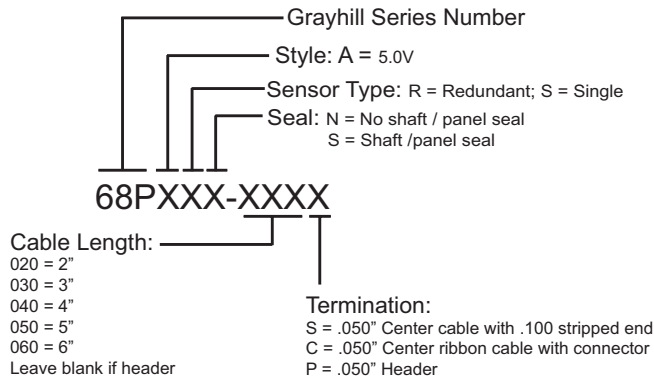 Grayhill Series Number
Style: A = 5.0V
Sensor Type: R = Redundant; S = Single
Seal: N = No shaft / panel seal
S = Shaft /panel seal
68PXXX-XXXX
Cable Length:
020 = 2”
030 = 3”
040 = 4”
050 = 5”
060 = 6”
Leave blank if header
Termination:
S = .050” Center cable with .100 stripped end
C = .050” Center ribbon cable with connector
P = .050” Header